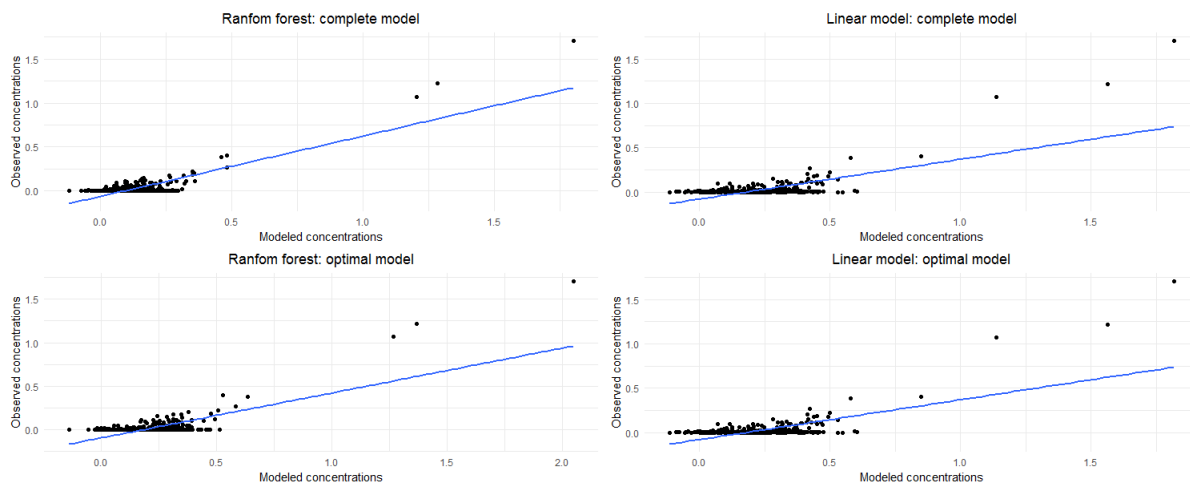 Ranfom forest: complete model
Observed concentrations
1.5
1.0
0.5
0.0
0.0 0.5 1.0 1.5
Modeled concentrations
Linear model: complete model
Observed concentrations
1.5
1.0
0.5
0.0
0.0 0.5 1.0 1.5
Modeled concentrations
Ranfom forest: optimal model
Observed concentrations
1.5
1.0
0.5
0.0
0.0 0.5 1.0 1.5 2.0
Modeled concentrations
Linear model: optimal model
Observed concentrations
1.5
1.0
0.5
0.0
0.0 0.5 1.0 1.5
Modeled concentrations